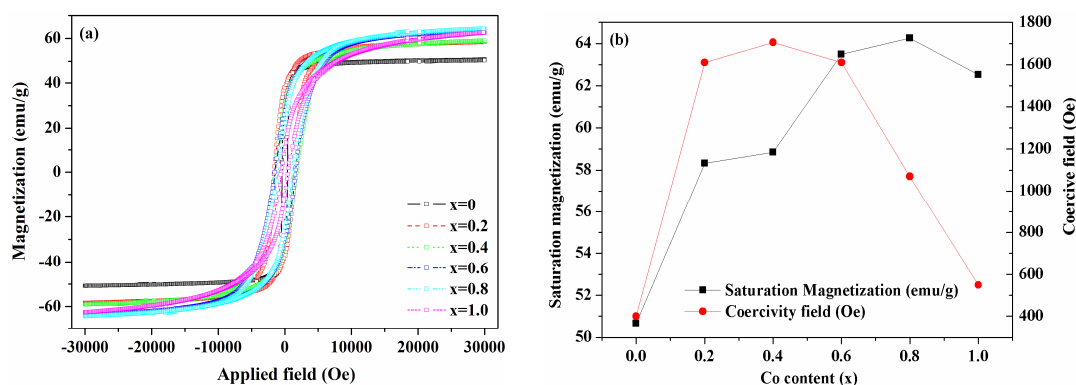 (a)
60
40
20
0
-20
-40
-60
Magnetization (emu/g)
x=0
x=0.2
x=0.4
x=0.6
x=0.8
x=1.0
-30000 -20000 -10000 0 10000 20000 30000
Applied field (Oe)
(b)
64
62
60
58
56
54
52
50
Saturation magnetization (emu/g)
1800
1600
1400
1200
1000
800
600
400
Coercive field (Oe)
Saturation Magnetization (emu/g)
Coercivity field (Oe)
0.0 0.2 0.4 0.6 0.8 1.0
Co content (x)